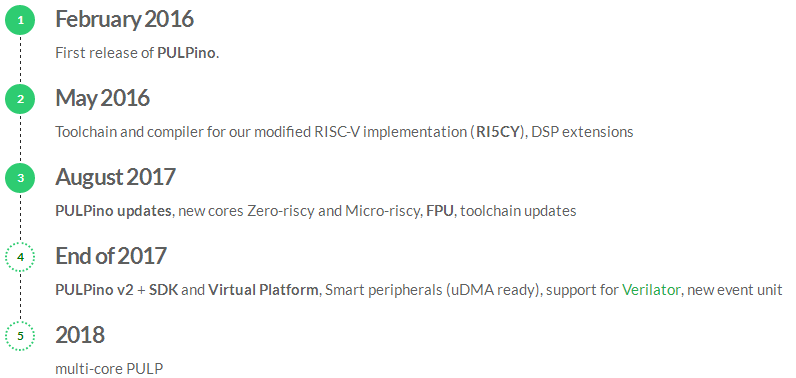 1
February 2016
First release of PULPino.
2
May 2016
Toolchain and compiler for our modified RISC-V implementation (RI5CY), DSP extensions
3
August 2017
PULPino updates, new cores Zero-riscy and Micro-riscy, FPU, toolchain updates
4
End of 2017
PULPino v2 + SDK and Virtual Platform, Smart peripherals (uDMA ready), support for Verilator, new event unit
5
2018
multi-core PULP